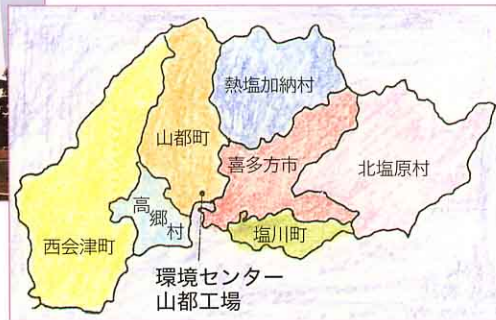 熱塩加納村
山都町
喜多方市
北塩原村
高郷村
西会津町
塩川町
環境センター
山都工場